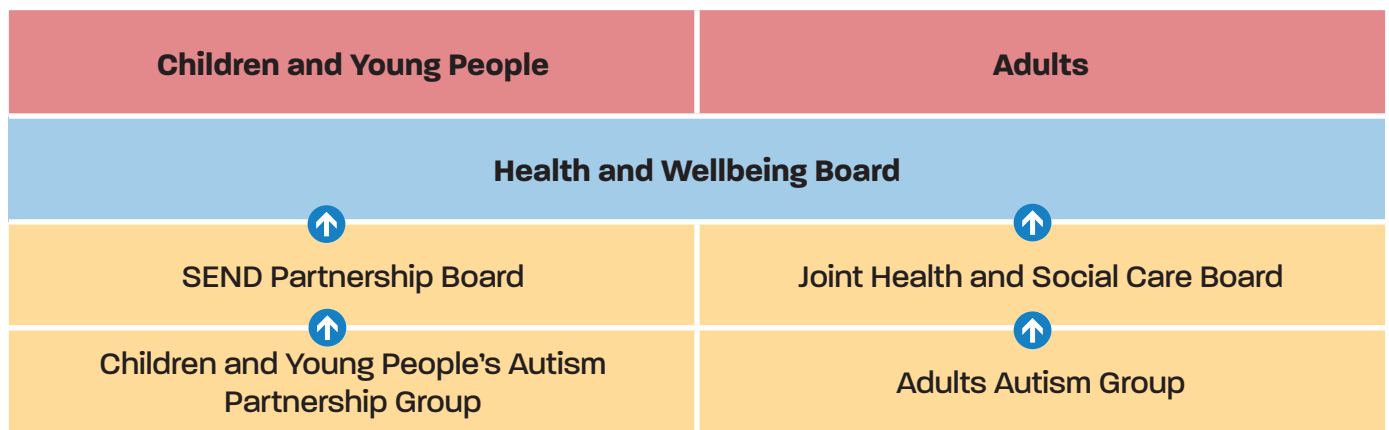 Children and Young People
Adults
Health and Wellbeing Board
SEND Partnership Board
Joint Health and Social Care Board
Children and Young People’s Autism
Partnership Group
Adults Autism Group